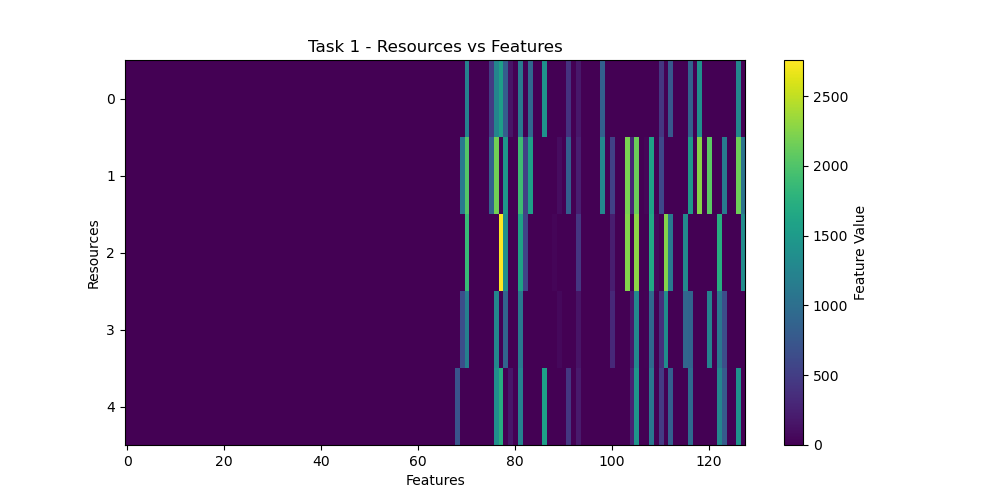 Task 1 - Resources vs Features
0
1
2
3
4
Resources
0 20 40 60 80 100 120
Features
2500
2000
1500
1000
500
0
Feature Value